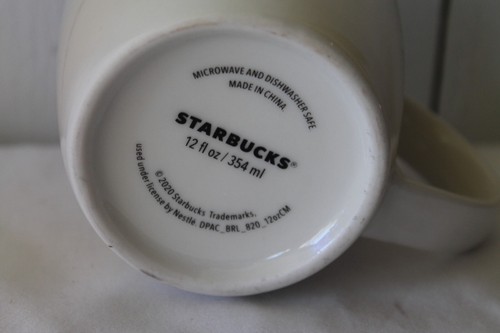 MICROWAVE AND DISHWASHER SAFE
MADE IN CHINA
STARBUCKS®
12 fl oz / 354 ml
© 2020 Starbucks Trademarks,
used under license by Nestlé. DPAC_BRL_820_12ozCM